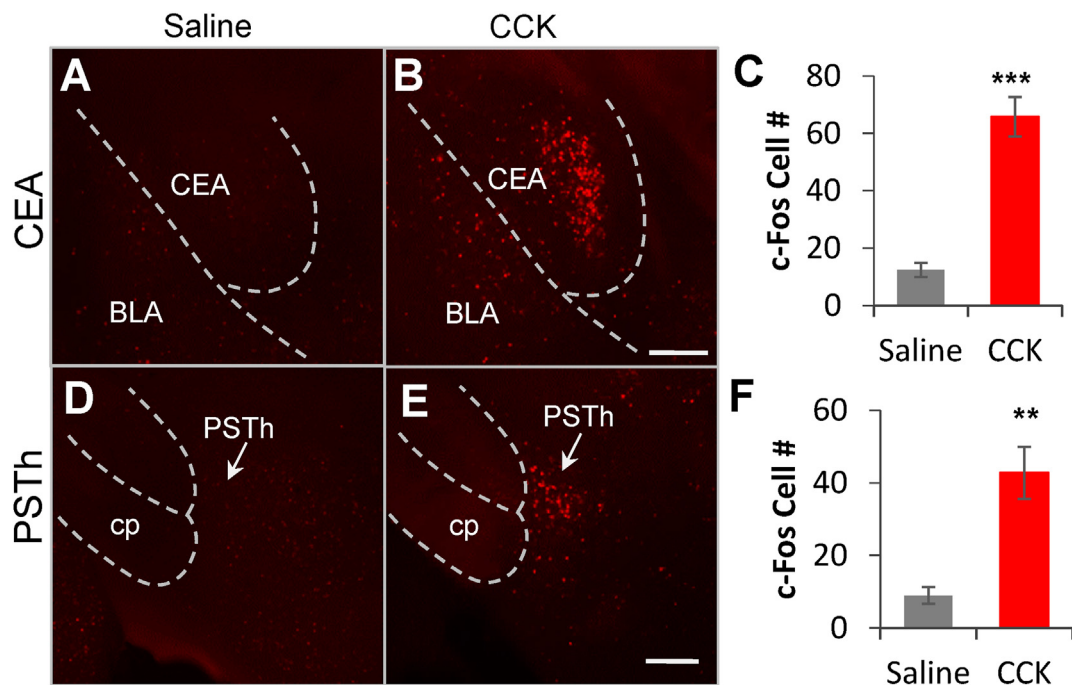 Saline
CCK
CEA
A
CEA
BLA
B
CEA
BLA
C
c-Fos Cell #
80
60
40
20
0
***
Saline
CCK
PSTh
D
PSTh
cp
E
PSTh
cp
F
c-Fos Cell #
60
40
20
0
**
Saline
CCK